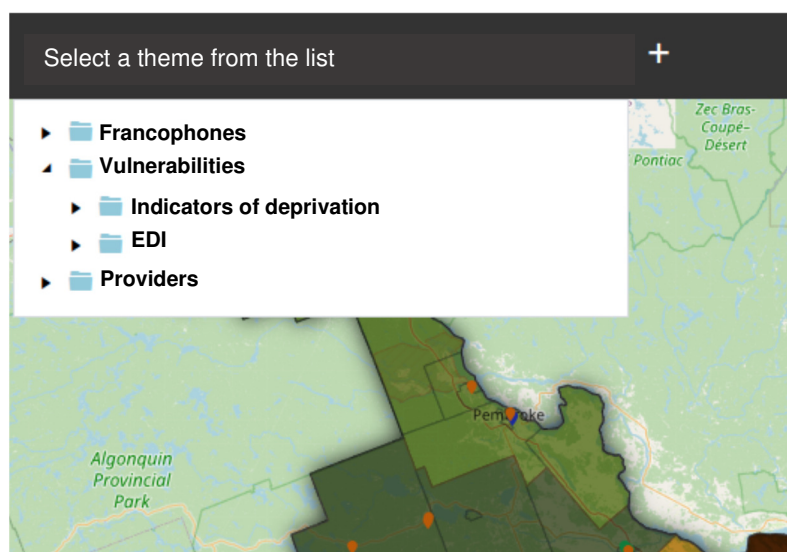 Select a theme from the list
+
Francophones
Vulnerabilities
Indicators of deprivation
EDI
Providers
Zec Bras-
Coupé–
Désert
Pontiac
Algonquin
Provincial
Park